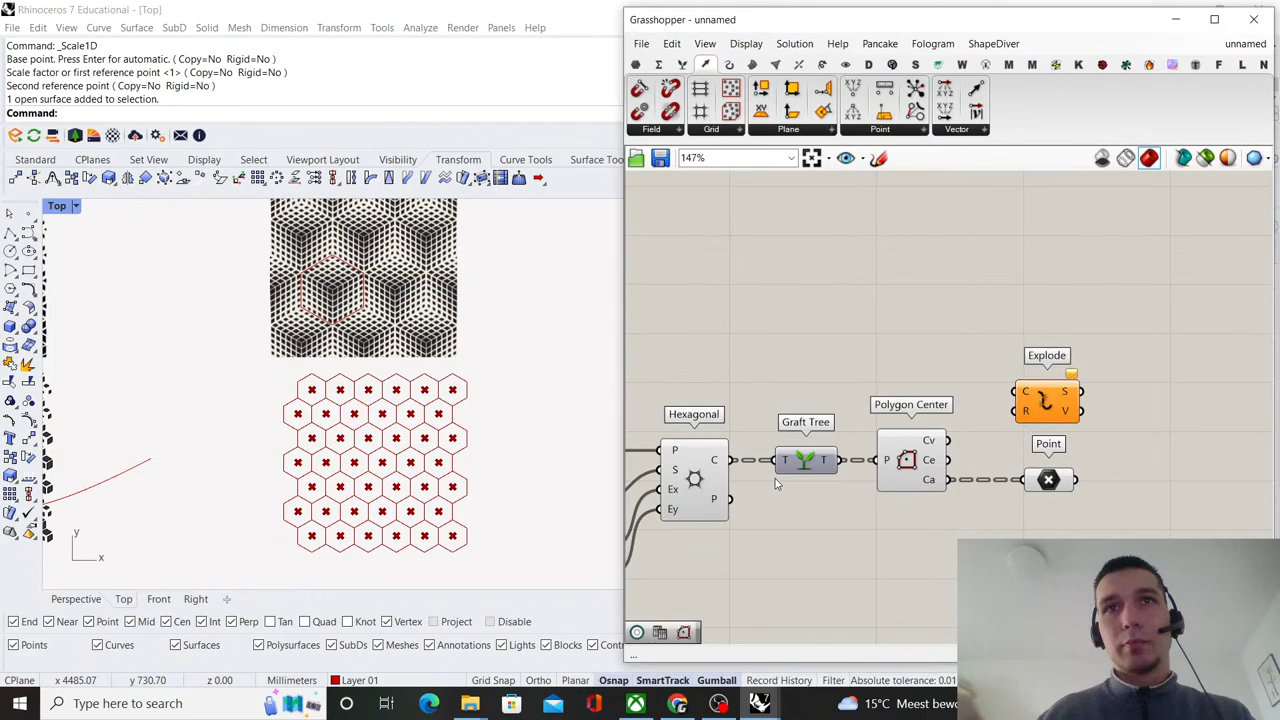 Rhinoceros 7 Educational - [Top]
File Edit View Curve Surface SubD Solid Mesh Dimension Transform Tools Analyze Render Panels Help
Command: _Scale1D
Base point. Press Enter for automatic. ( Copy=No Rigid=No )
Scale factor or first reference point <1> ( Copy=No Rigid=No )
Second reference point ( Copy=No Rigid=No )
1 open surface added to selection.
Command:
Standard CPlanes Set View Display Select Viewport Layout Visibility Transform Curve Tools Surface Too
Top
y
x
Perspective Top Front Right
End Near Point Mid Cen Int Perp Tan Quad Knot Vertex Project Disable
Points Curves Surfaces Polysurfaces SubDs Meshes Annotations Lights Blocks Cont
CPlane x 4485.07 y 730.70 z 0.00 Millimeters Layer 01 Grid Snap Ortho Planar Osnap SmartTrack Gumball Record History Filter Absolute tolerance: 0.01
Grasshopper - unnamed
File Edit View Display Solution Help Pancake Fologram ShapeDiver unnamed
Σ D S W M M K T F L N
XYZ XYZ
XY XYZ XYZ
Field Grid Plane Point Vector
147%
Explode
C S
R V
Polygon Center
Cv
P Ce
Ca
Hexagonal
P C
S
Ex P
Ey
Graft Tree
T T
Point
...
Type here to search
15°C Meest bewo